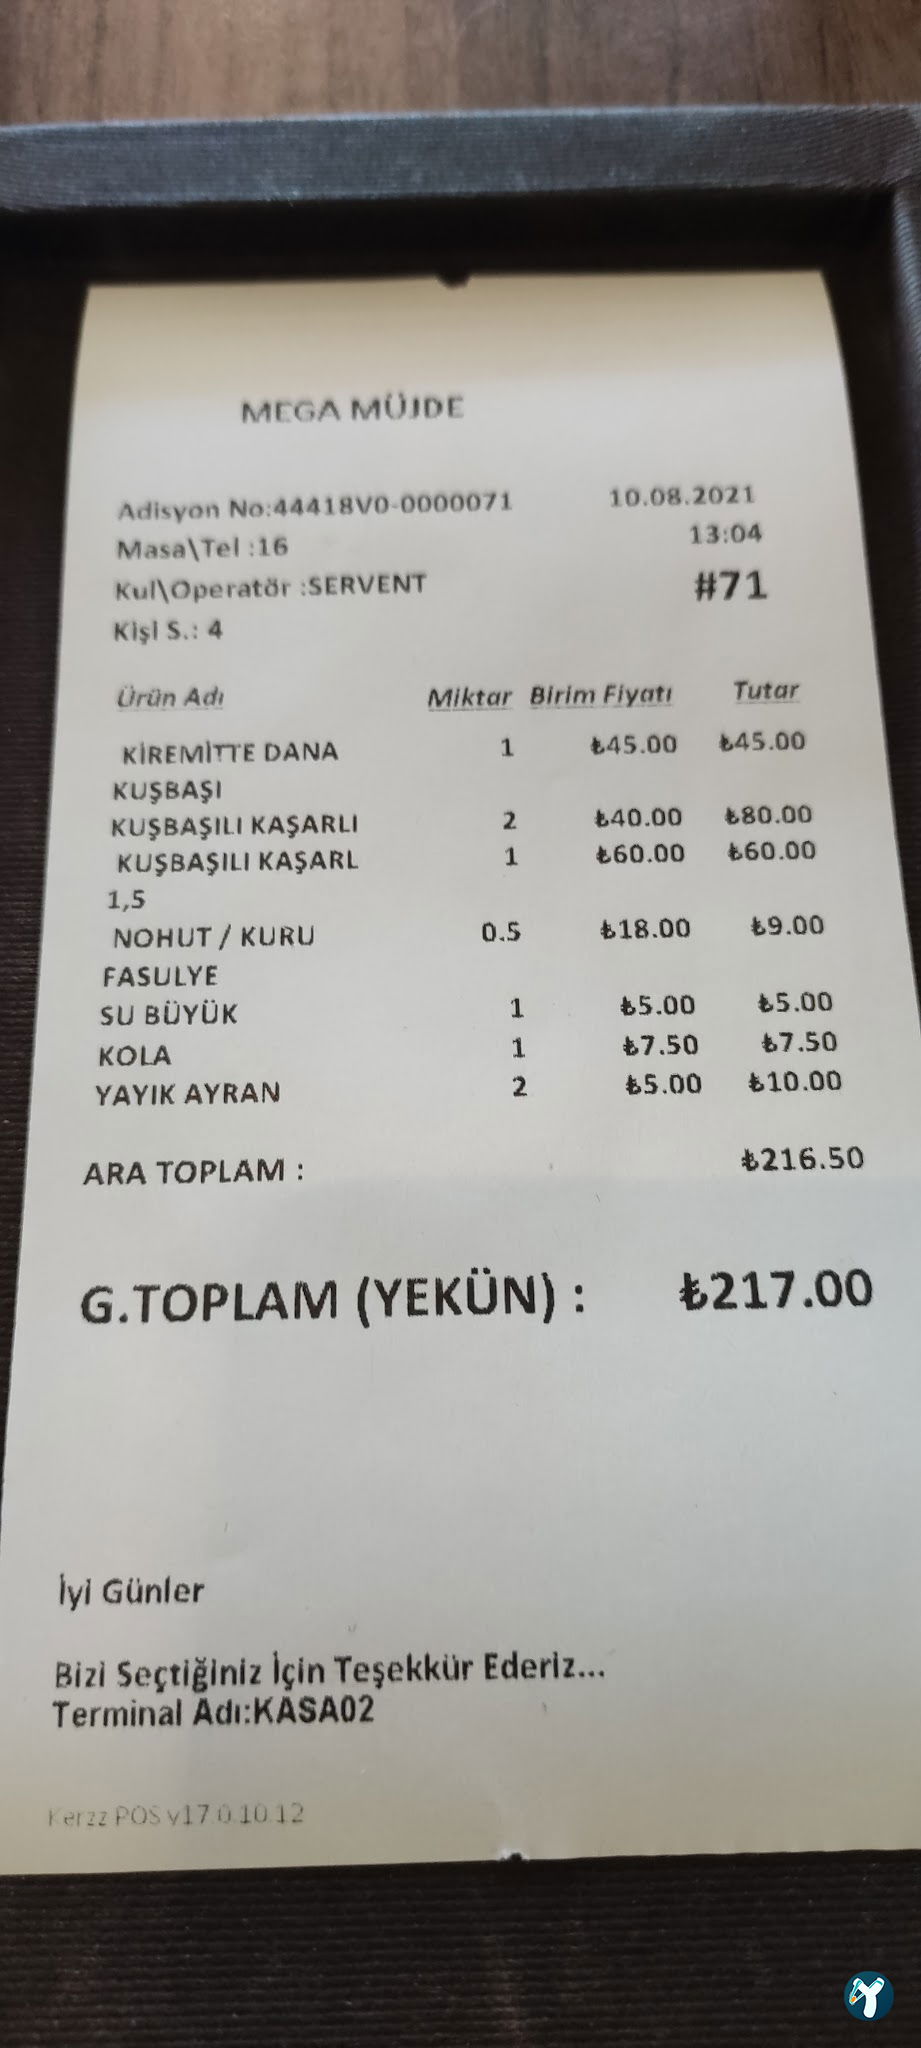 MEGA MÜJDE
Adisyon No:44418V0-0000071 10.08.2021
Masa\Tel :16 13:04
Kul\Operatör :SERVENT #71
Kişi S.: 4
Ürün Adı Miktar Birim Fiyatı Tutar
KİREMİTTE DANA 1 ₺45.00 ₺45.00
KUŞBAŞI
KUŞBAŞILI KAŞARLI 2 ₺40.00 ₺80.00
KUŞBAŞILI KAŞARL 1 ₺60.00 ₺60.00
1,5
NOHUT / KURU 0.5 ₺18.00 ₺9.00
FASULYE
SU BÜYÜK 1 ₺5.00 ₺5.00
KOLA 1 ₺7.50 ₺7.50
YAYIK AYRAN 2 ₺5.00 ₺10.00
ARA TOPLAM : ₺216.50
G.TOPLAM (YEKÜN) : ₺217.00
İyi Günler
Bizi Seçtiğiniz İçin Teşekkür Ederiz...
Terminal Adı:KASA02
Kerzz POS v17.0.10.12
Y